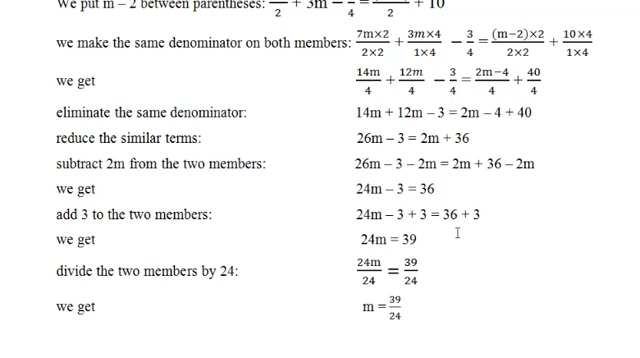 We put m – 2 between parentheses: /2 + 3m – /4 = /2 + 10
we make the same denominator on both members: 7m×2/2×2 + 3m×4/1×4 – 3/4 = (m−2)×2/2×2 + 10×4/1×4
we get 14m/4 + 12m/4 – 3/4 = 2m−4/4 + 40/4
eliminate the same denominator: 14m + 12m – 3 = 2m – 4 + 40
reduce the similar terms: 26m – 3 = 2m + 36
subtract 2m from the two members: 26m – 3 – 2m = 2m + 36 – 2m
we get 24m – 3 = 36
add 3 to the two members: 24m – 3 + 3 = 36 + 3
we get 24m = 39
divide the two members by 24: 24m/24 = 39/24
we get m = 39/24